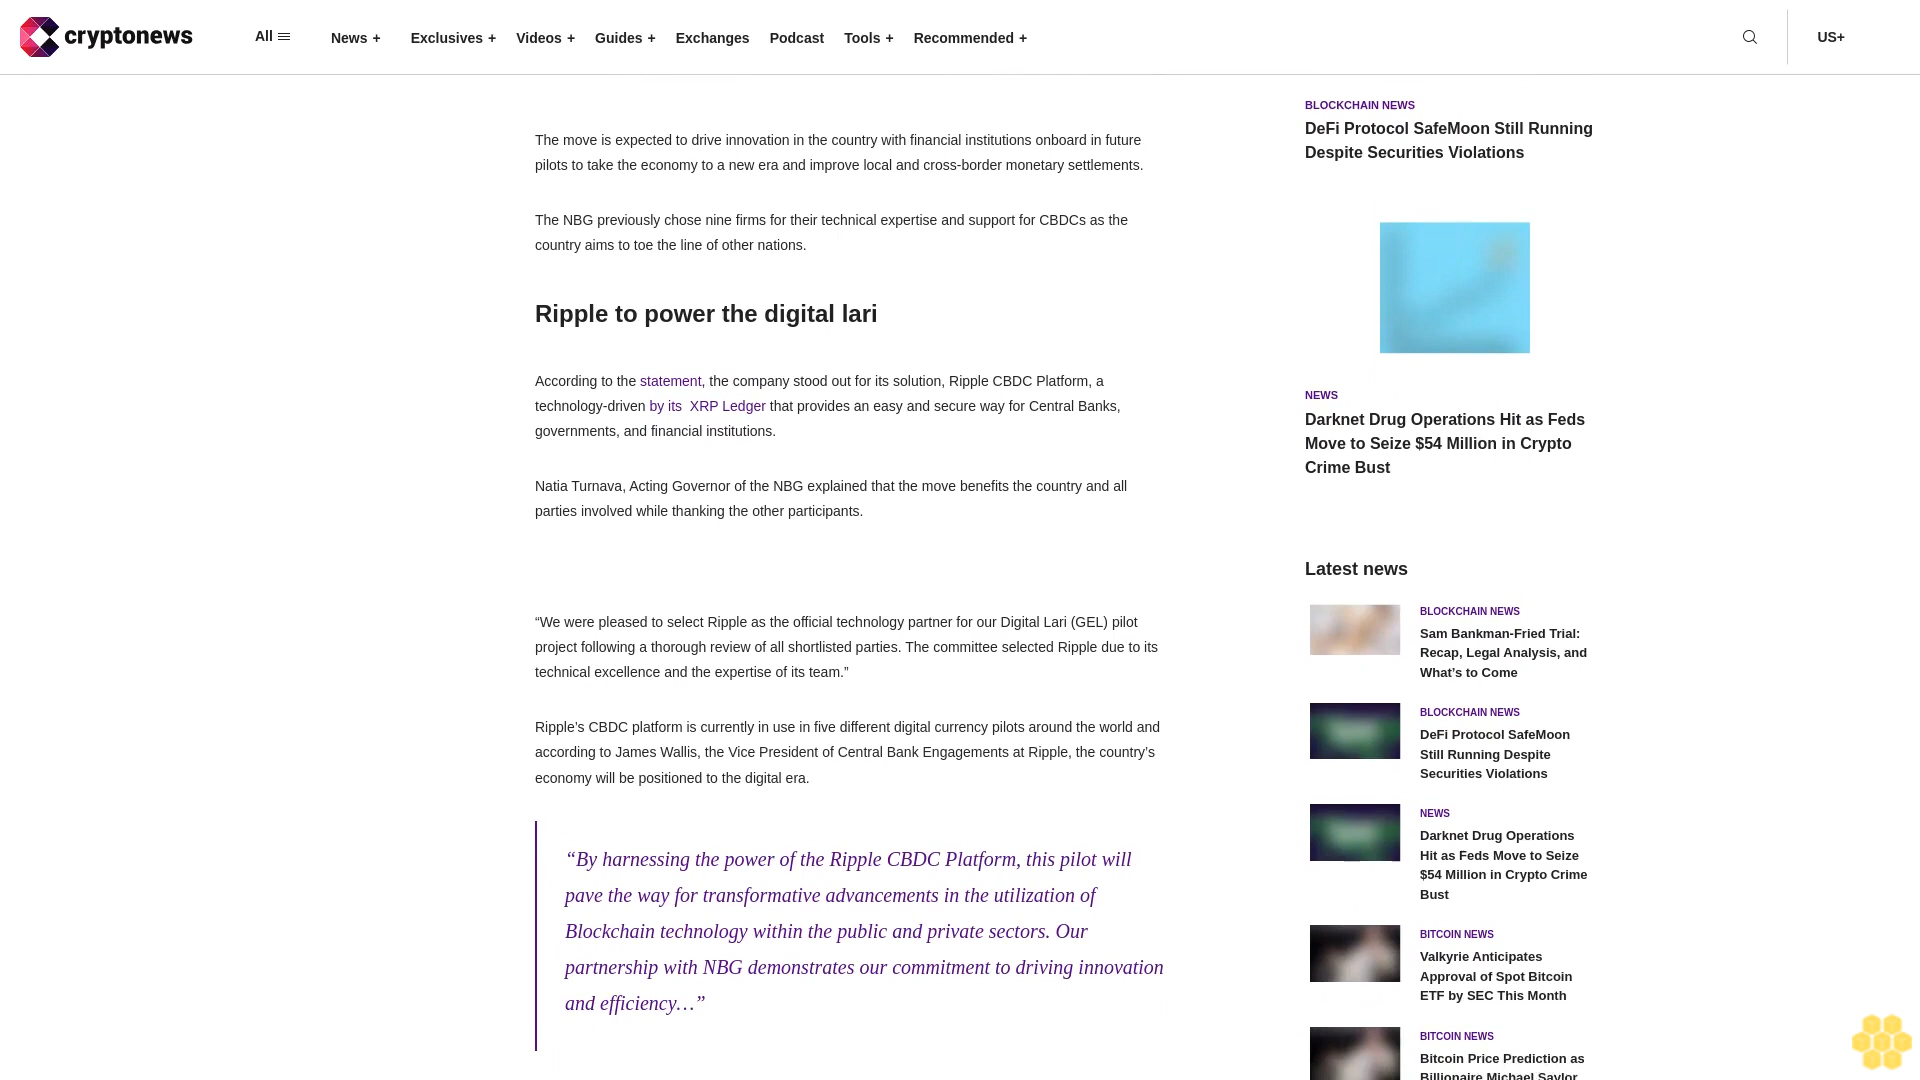 cryptonews
All
News +
Exclusives +
Videos +
Guides +
Exchanges
Podcast
Tools +
Recommended +
US+
The move is expected to drive innovation in the country with financial institutions onboard in future
pilots to take the economy to a new era and improve local and cross-border monetary settlements.
The NBG previously chose nine firms for their technical expertise and support for CBDCs as the
country aims to toe the line of other nations.
Ripple to power the digital lari
According to the statement, the company stood out for its solution, Ripple CBDC Platform, a
technology-driven by its  XRP Ledger that provides an easy and secure way for Central Banks,
governments, and financial institutions.
Natia Turnava, Acting Governor of the NBG explained that the move benefits the country and all
parties involved while thanking the other participants.
“We were pleased to select Ripple as the official technology partner for our Digital Lari (GEL) pilot
project following a thorough review of all shortlisted parties. The committee selected Ripple due to its
technical excellence and the expertise of its team.”
Ripple’s CBDC platform is currently in use in five different digital currency pilots around the world and
according to James Wallis, the Vice President of Central Bank Engagements at Ripple, the country’s
economy will be positioned to the digital era.
“By harnessing the power of the Ripple CBDC Platform, this pilot will
pave the way for transformative advancements in the utilization of
Blockchain technology within the public and private sectors. Our
partnership with NBG demonstrates our commitment to driving innovation
and efficiency…”
BLOCKCHAIN NEWS
DeFi Protocol SafeMoon Still Running
Despite Securities Violations
NEWS
Darknet Drug Operations Hit as Feds
Move to Seize $54 Million in Crypto
Crime Bust
Latest news
BLOCKCHAIN NEWS
Sam Bankman-Fried Trial:
Recap, Legal Analysis, and
What’s to Come
BLOCKCHAIN NEWS
DeFi Protocol SafeMoon
Still Running Despite
Securities Violations
NEWS
Darknet Drug Operations
Hit as Feds Move to Seize
$54 Million in Crypto Crime
Bust
BITCOIN NEWS
Valkyrie Anticipates
Approval of Spot Bitcoin
ETF by SEC This Month
BITCOIN NEWS
Bitcoin Price Prediction as
Billionaire Michael Saylor